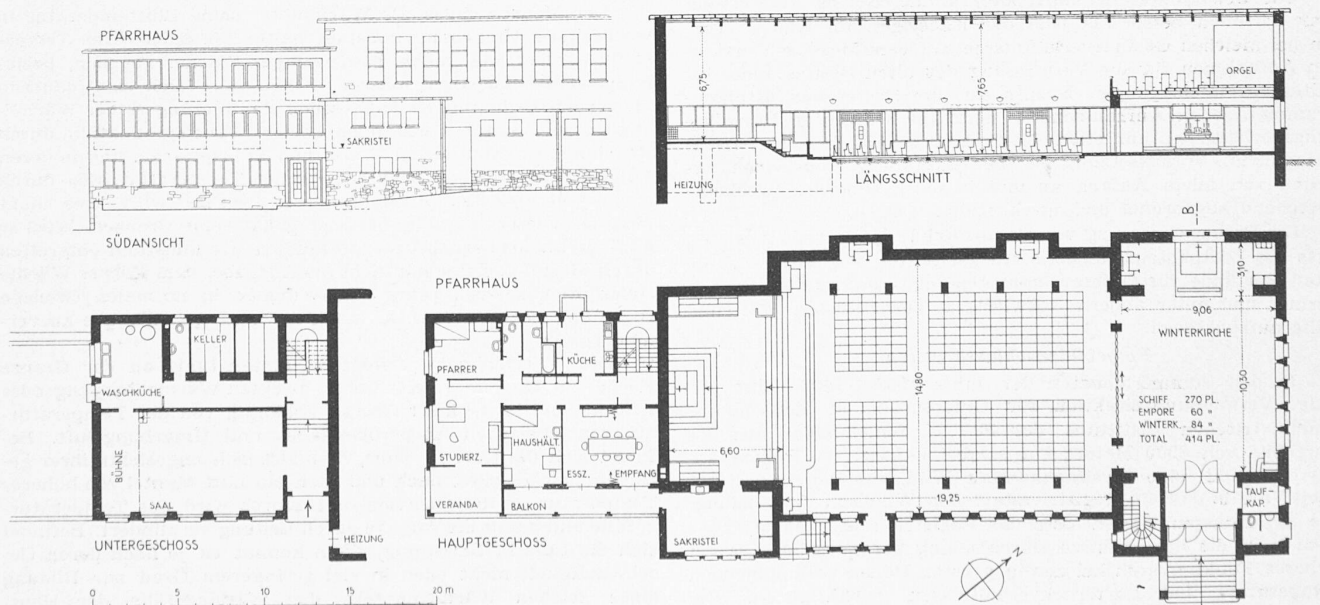 PFARRHAUS
SAKRISTEI
SÜDANSICHT
6,75
7,65
ORGEL
HEIZUNG
LÄNGSSCHNITT
B
KELLER
WASCHKÜCHE
BÜHNE
SAAL
UNTERGESCHOSS
HEIZUNG
PFARRHAUS
PFARRER
KÜCHE
STUDIERZ.
HAUSHÄLT.
ESSZ.
EMPFANG
VERANDA
BALKON
HAUPTGESCHOSS
6,60
14,80
19,25
SAKRISTEI
3,10
9,06
WINTERKIRCHE
10,30
SCHIFF 270 PL.
EMPORE 60 "
WINTERK. 84 "
TOTAL 414 PL.
TAUF-
KAP.
N
0 5 10 20 m